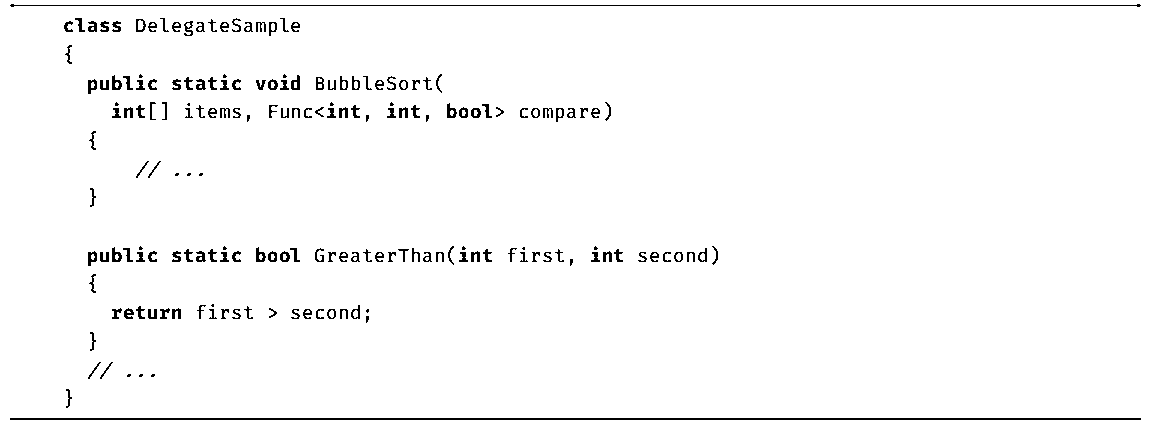 class DelegateSample
{
  public static void BubbleSort(
    int[] items, Func<int, int, bool> compare)
  {
      // ...
  }

  public static bool GreaterThan(int first, int second)
  {
    return first > second;
  }
  // ...
}